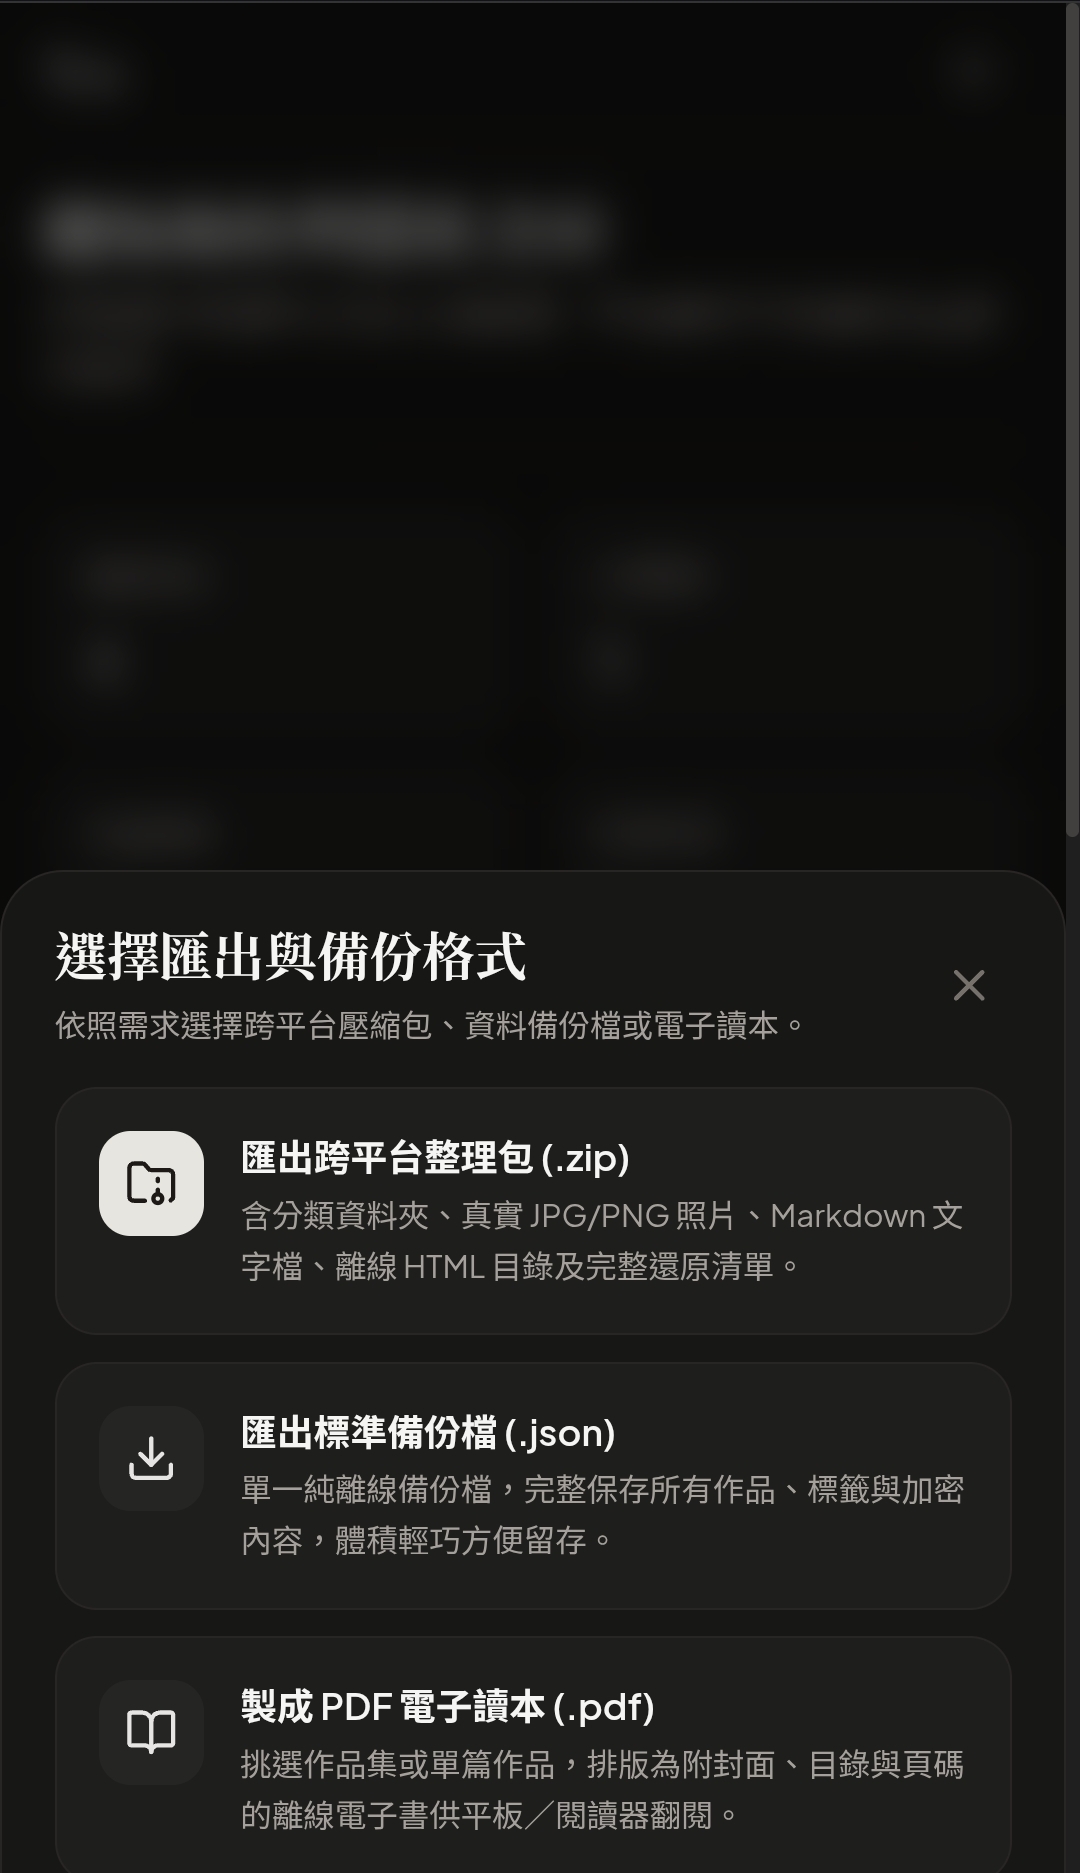 選擇匯出與備份格式
依照需求選擇跨平台壓縮包、資料備份檔或電子讀本。
匯出跨平台整理包 (.zip)
含分類資料夾、真實 JPG/PNG 照片、Markdown 文
字檔、離線 HTML 目錄及完整還原清單。
匯出標準備份檔 (.json)
單一純離線備份檔，完整保存所有作品、標籤與加密
內容，體積輕巧方便留存。
製成 PDF 電子讀本 (.pdf)
挑選作品集或單篇作品，排版為附封面、目錄與頁碼
的離線電子書供平板／閱讀器翻閱。